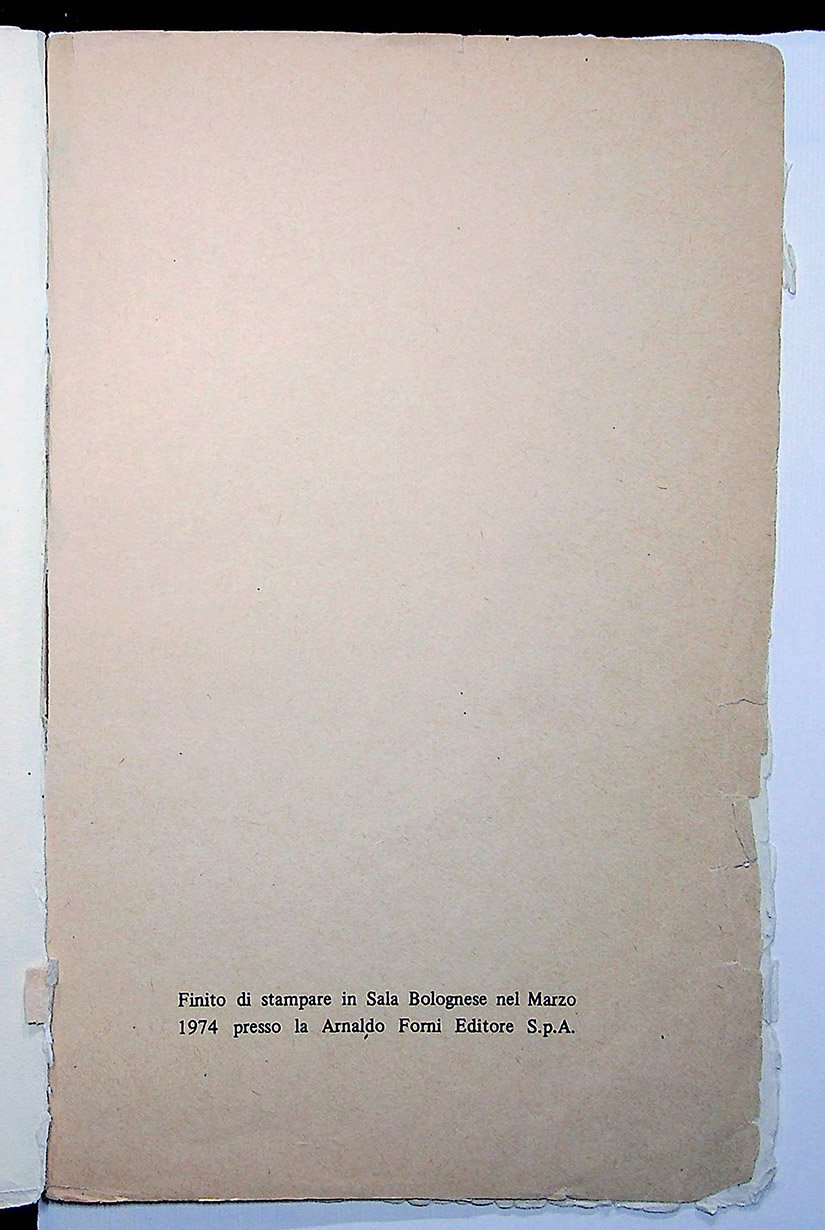 Finito di stampare in Sala Bolognese nel Marzo
1974 presso la Arnaldo Forni Editore S.p.A.